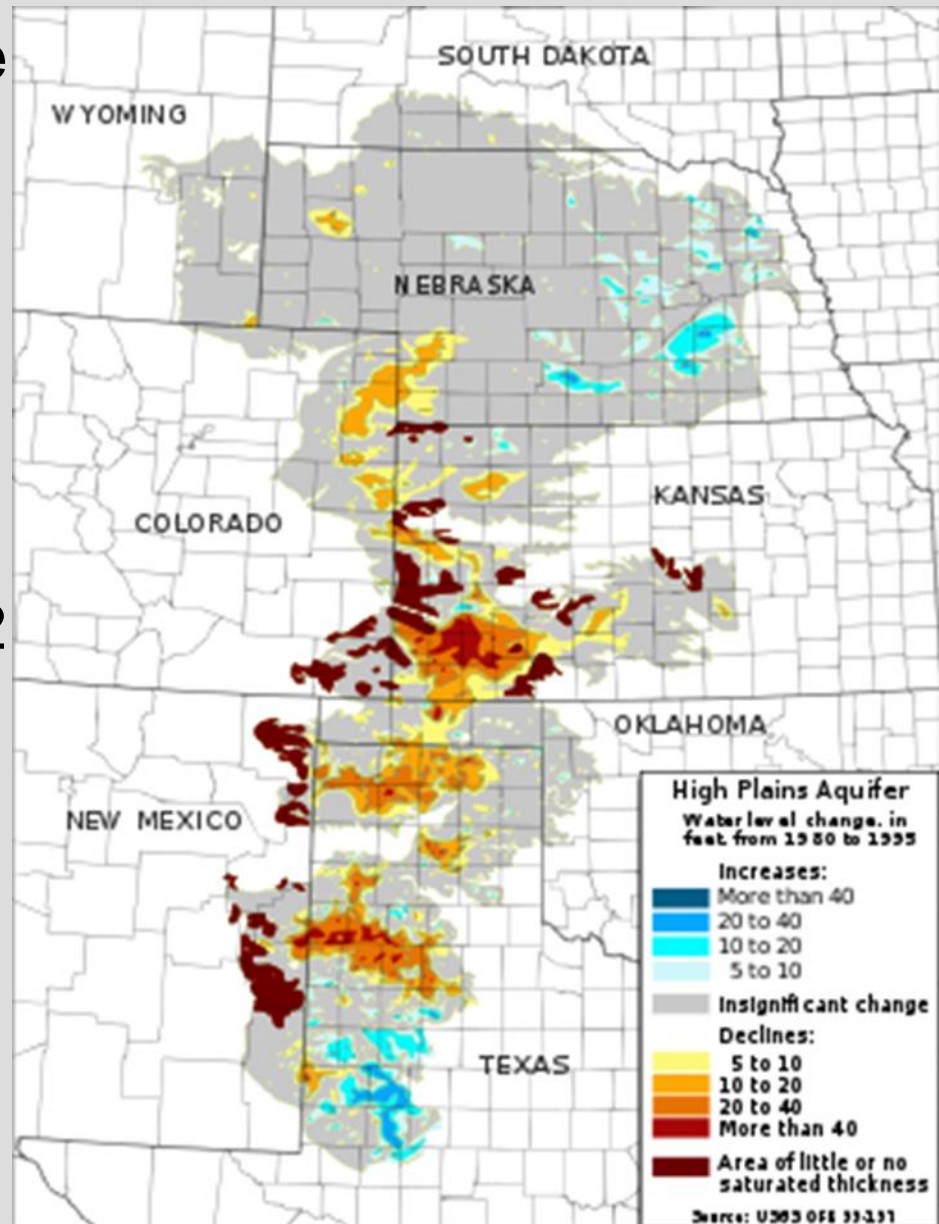 SOUTH DAKOTA
WYOMING
NEBRASKA
KANSAS
COLORADO
OKLAHOMA
NEW MEXICO
TEXAS
High Plains Aquifer
Water level change, in
feet, from 1980 to 1995
Increases:
More than 40
20 to 40
10 to 20
5 to 10
Insignificant change
Declines:
5 to 10
10 to 20
20 to 40
More than 40
Area of little or no
saturated thickness
Source: USGS OFR